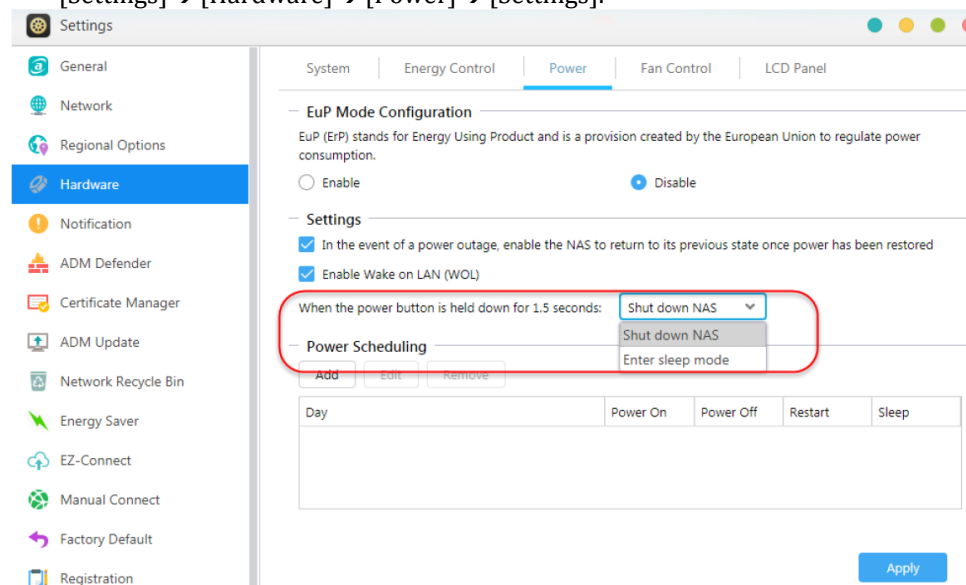 [Settings] → [Hardware] → [Power] → [Settings].
Settings
General
Network
Regional Options
Hardware
Notification
ADM Defender
Certificate Manager
ADM Update
Network Recycle Bin
Energy Saver
EZ-Connect
Manual Connect
Factory Default
Registration
System Energy Control Power Fan Control LCD Panel
EuP Mode Configuration
EuP (ErP) stands for Energy Using Product and is a provision created by the European Union to regulate power
consumption.
Enable Disable
Settings
In the event of a power outage, enable the NAS to return to its previous state once power has been restored
Enable Wake on LAN (WOL)
When the power button is held down for 1.5 seconds: Shut down NAS
Shut down NAS
Enter sleep mode
Power Scheduling
Add Edit Remove
Day Power On Power Off Restart Sleep
Apply